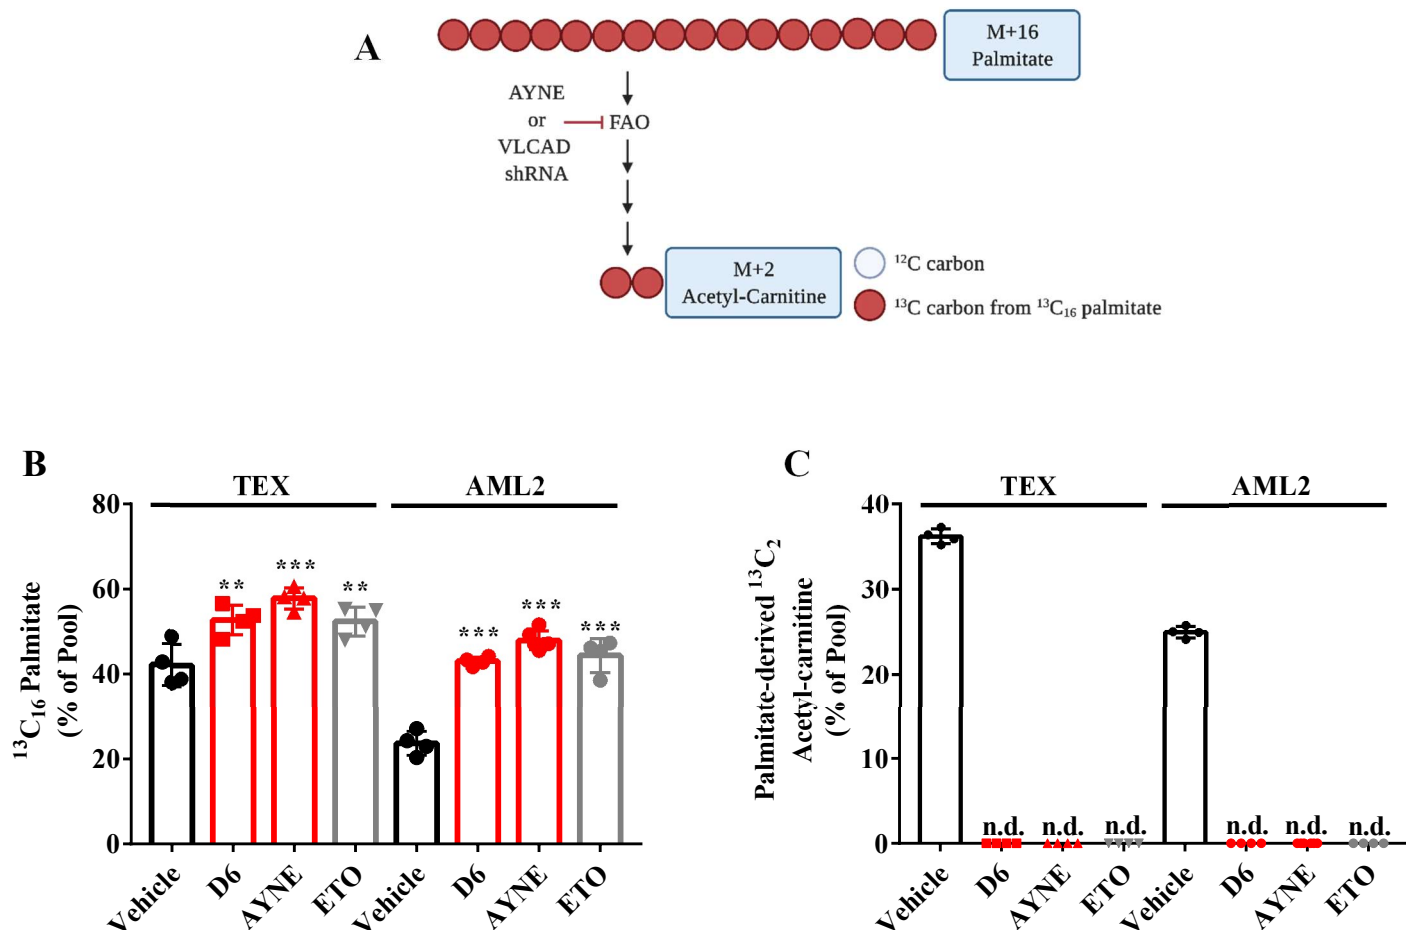 A
M+16
Palmitate
AYNE
or
VLCAD
shRNA
FAO
M+2
Acetyl-Carnitine
¹²C carbon
¹³C carbon from ¹³C₁₆ palmitate
B
TEX
AML2
¹³C₁₆ Palmitate
(% of Pool)
80
60
40
20
0
**
***
**
***
***
***
Vehicle
D6
AYNE
ETO
Vehicle
D6
AYNE
ETO
C
TEX
AML2
Palmitate-derived ¹³C₂
Acetyl-carnitine
(% of Pool)
40
30
20
10
0
n.d.
n.d.
n.d.
n.d.
n.d.
n.d.
Vehicle
D6
AYNE
ETO
Vehicle
D6
AYNE
ETO